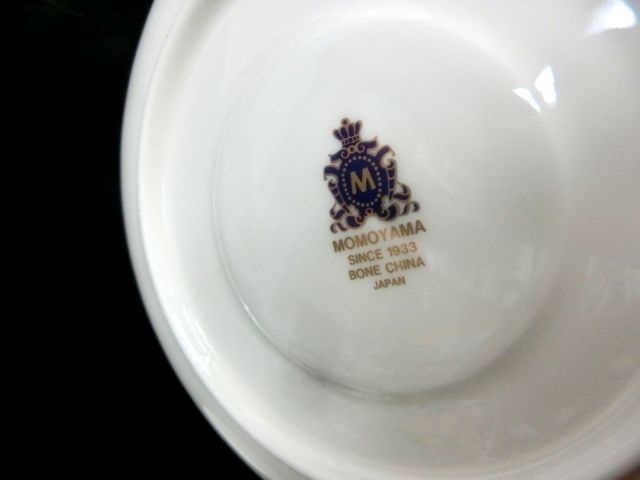 M
MOMOYAMA
SINCE 1933
BONE CHINA
JAPAN